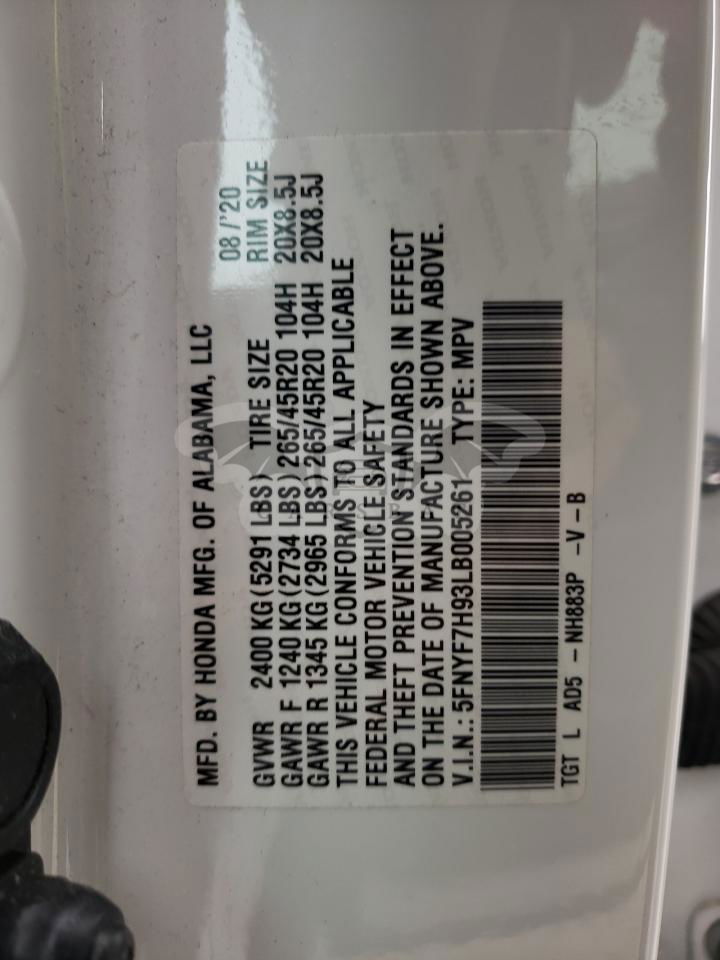 MFD. BY HONDA MFG. OF ALABAMA, LLC 08/'20
GVWR 2400 KG(5291 LBS) TIRE SIZE RIM SIZE
GAWR F 1240 KG(2734 LBS)265/45R20 104H 20X8.5J
GAWR R 1345 KG(2965 LBS)265/45R20 104H 20X8.5J
THIS VEHICLE CONFORMS TO ALL APPLICABLE
FEDERAL MOTOR VEHICLE SAFETY
AND THEFT PREVENTION STANDARDS IN EFFECT
ON THE DATE OF MANUFACTURE SHOWN ABOVE.
V.I.N.: 5FNYF7H93LB005261 TYPE: MPV
TGT L AD5 - NH883P -V-B